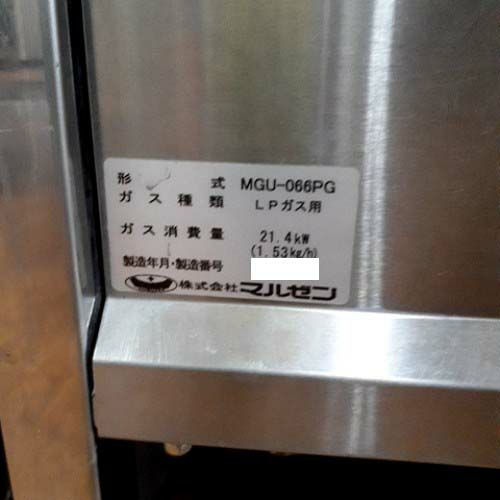 形 式 MGU-066PG
ガス種類 LPガス用
ガス消費量 21.4kW
(1.53kg/h)
製造年月・製造番号
株式会社 マルゼン